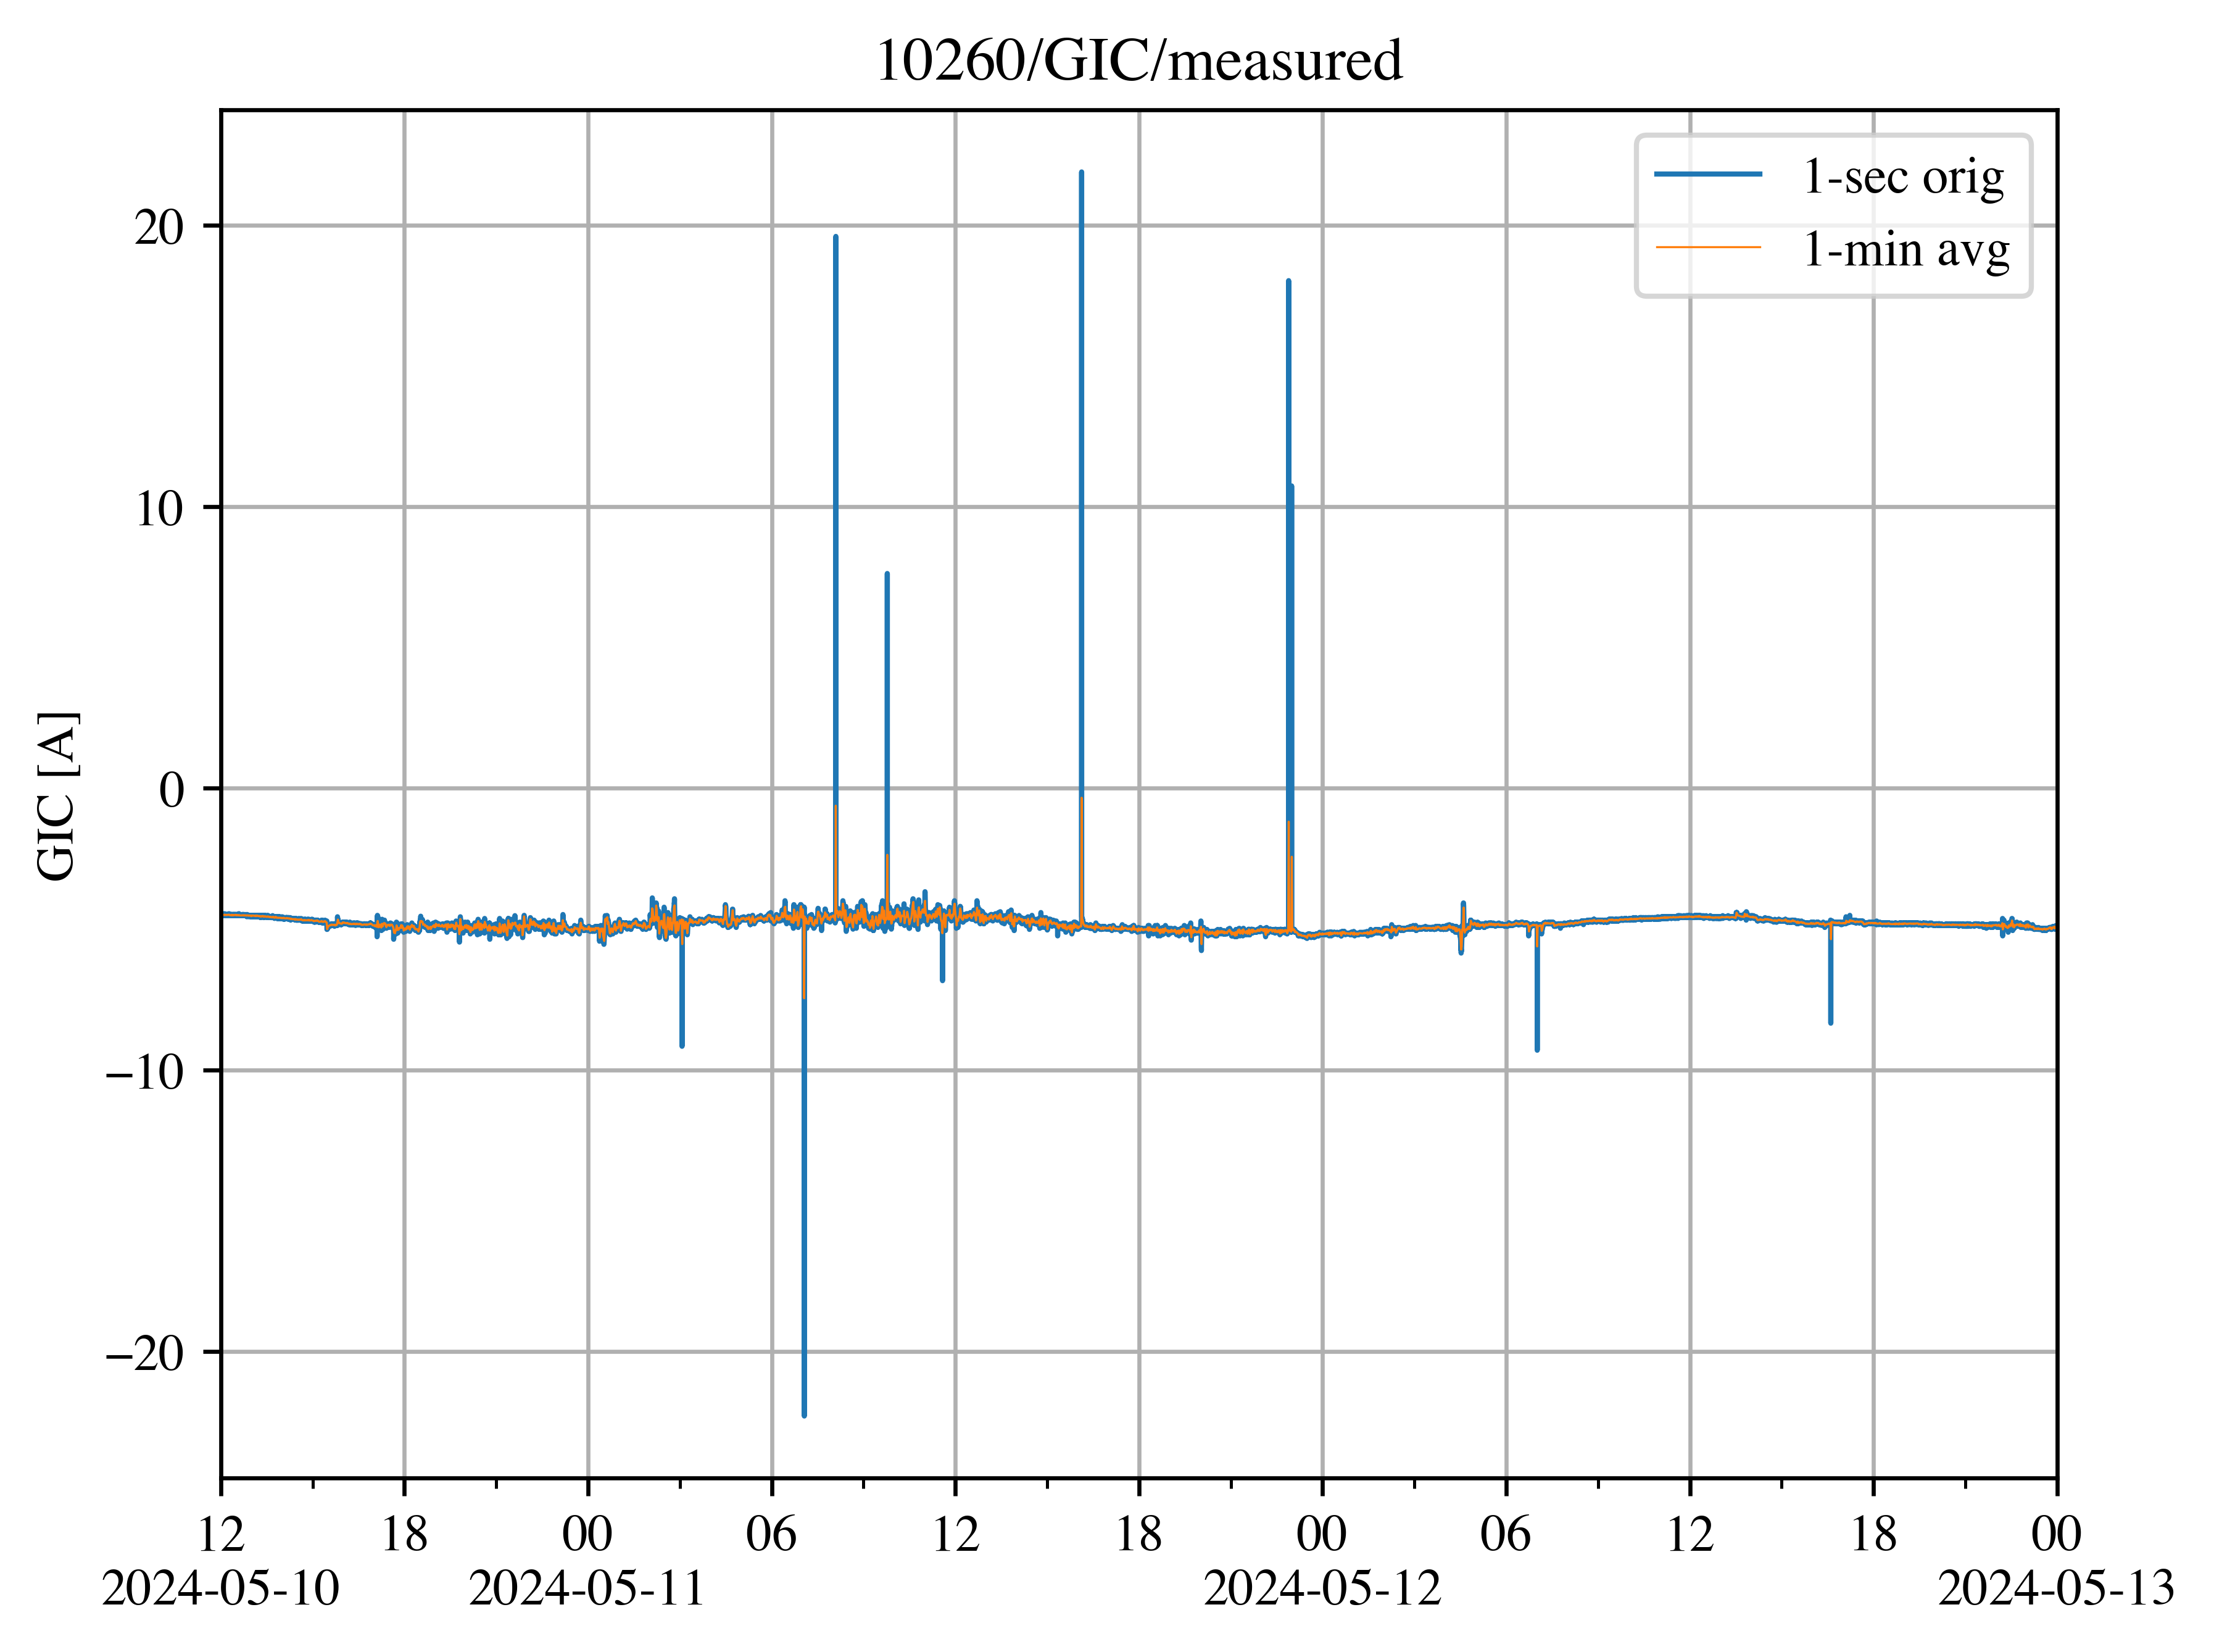 10260/GIC/measured
1-sec orig
1-min avg
20
10
0
−10
−20
GIC [A]
12 18 00 06 12 18 00 06 12 18 00
2024-05-10 2024-05-11 2024-05-12 2024-05-13